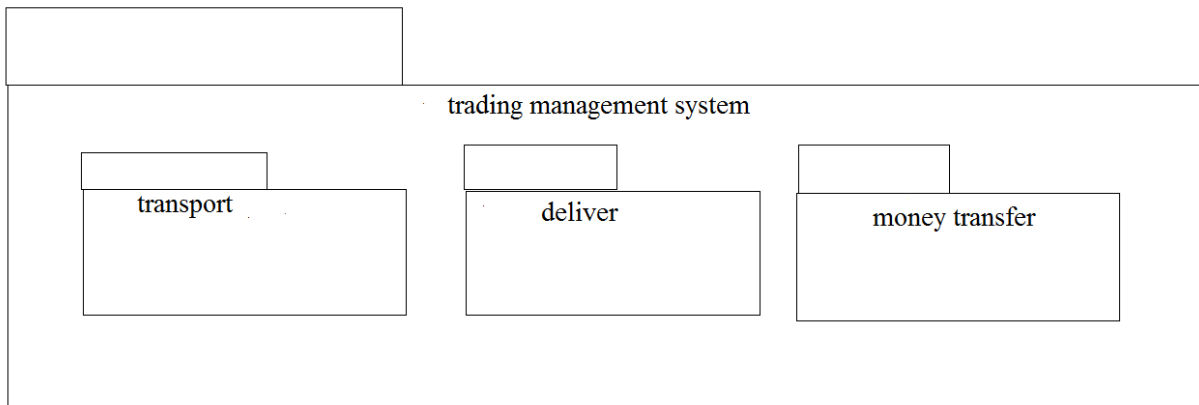 trading management system
transport
deliver
money transfer